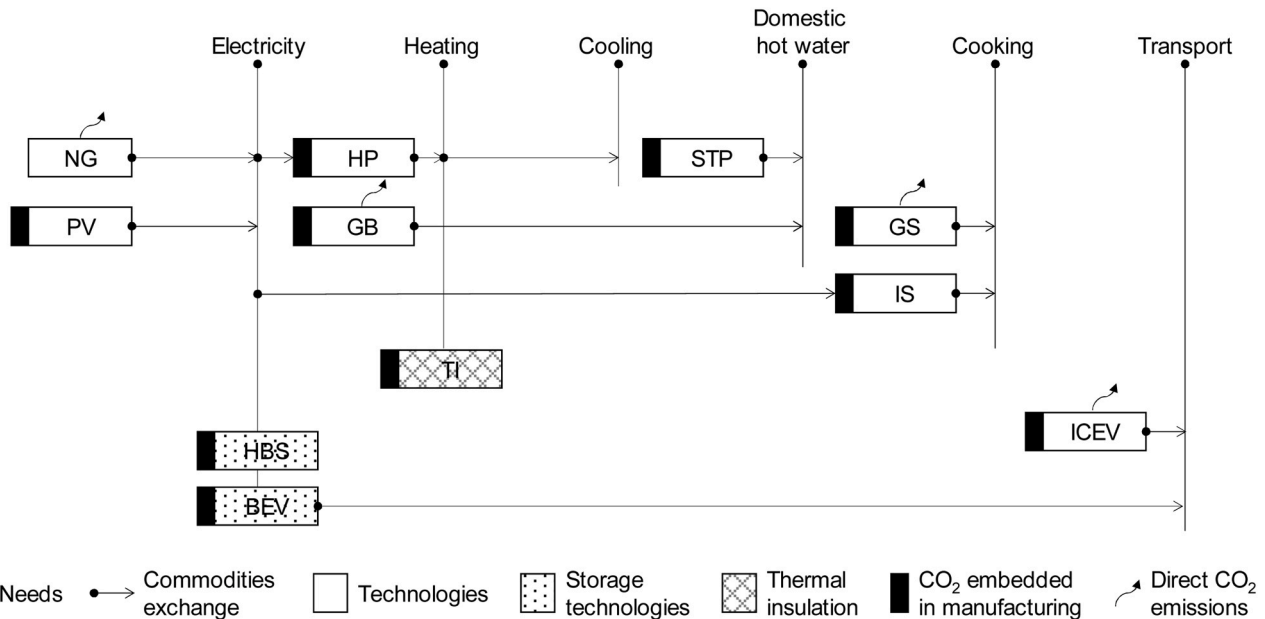 Domestic
hot water
Electricity
Heating
Cooling
Cooking
Transport
NG
HP
STP
PV
GB
GS
IS
TI
ICEV
HBS
BEV
Needs
Commodities
exchange
Technologies
Storage
technologies
Thermal
insulation
CO₂ embedded
in manufacturing
Direct CO₂
emissions